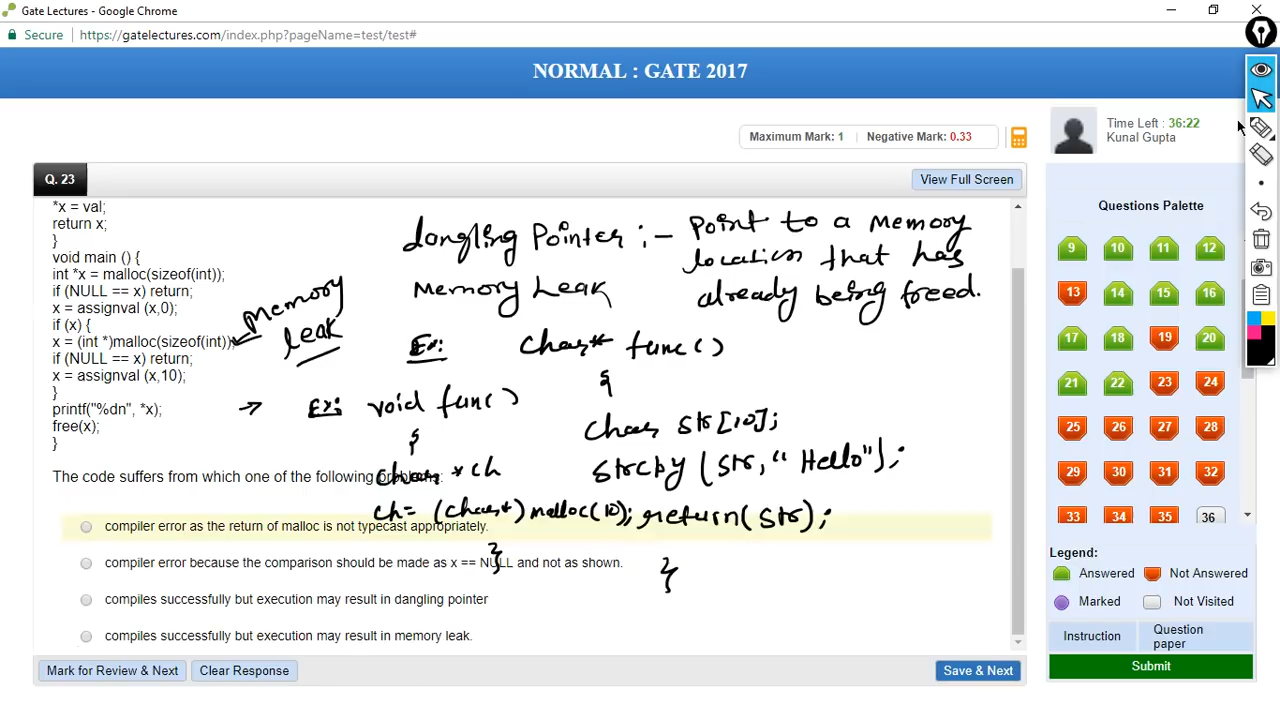 Gate Lectures - Google Chrome
Secure https://gatelectures.com/index.php?pageName=test/test#
NORMAL : GATE 2017
Maximum Mark: 1 Negative Mark: 0.33
Time Left : 36:22
Kunal Gupta
Q. 23
View Full Screen
*x = val;
return x;
}
void main () {
int *x = malloc(sizeof(int));
if (NULL == x) return;
x = assignval (x,0);
if (x) {
x = (int *)malloc(sizeof(int));
if (NULL == x) return;
x = assignval (x,10);
}
printf("%dn", *x);
free(x);
}
Memory
leak
dangling Pointer :- Point to a Memory
location that has
already being freed.
Memory Leak
Ex: char* func()
{
char str[10];
strcpy (str, "Hello");
return(str);
}
→ Ex: void func()
{
char *ch
ch= (char*) malloc(10);
}
The code suffers from which one of the following problems:
compiler error as the return of malloc is not typecast appropriately.
compiler error because the comparison should be made as x == NULL and not as shown.
compiles successfully but execution may result in dangling pointer
compiles successfully but execution may result in memory leak.
Mark for Review & Next Clear Response Save & Next
Questions Palette
9 10 11 12
13 14 15 16
17 18 19 20
21 22 23 24
25 26 27 28
29 30 31 32
33 34 35 36
Legend:
Answered Not Answered
Marked Not Visited
Instruction Question paper
Submit